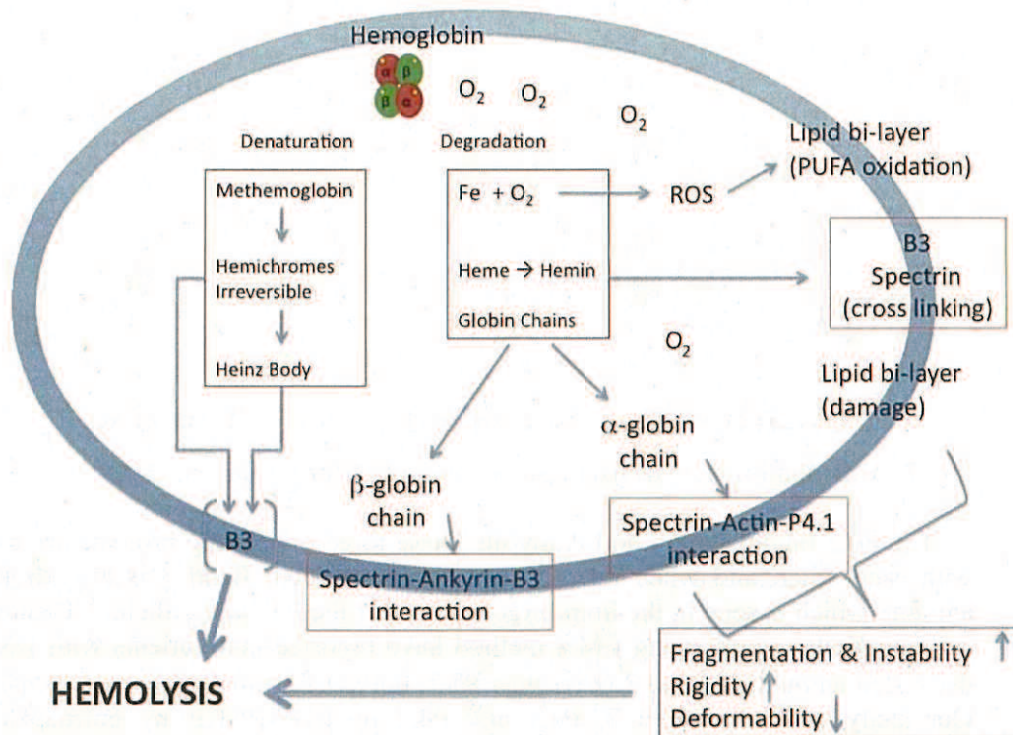 Hemoglobin
α β
β α
O₂ O₂
O₂
Denaturation
Degradation
Lipid bi-layer
(PUFA oxidation)
Methemoglobin
Hemichromes
Irreversible
Heinz Body
Fe + O₂
ROS
Heme → Hemin
Globin Chains
B3
Spectrin
(cross linking)
O₂
Lipid bi-layer
(damage)
α-globin
chain
β-globin
chain
B3
Spectrin-Ankyrin-B3
interaction
Spectrin-Actin-P4.1
interaction
Fragmentation & Instability ↑
Rigidity ↑
Deformability ↓
HEMOLYSIS